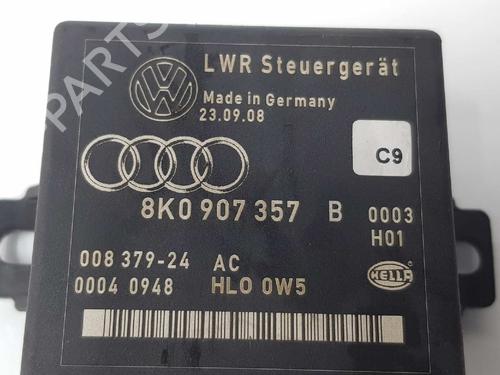 LWR Steuergerät
Made in Germany
23.09.08
C9
8K0 907 357 B 0003
H01
008 379-24 AC
0004 0948 HLO 0W5
HELLA
PARTS